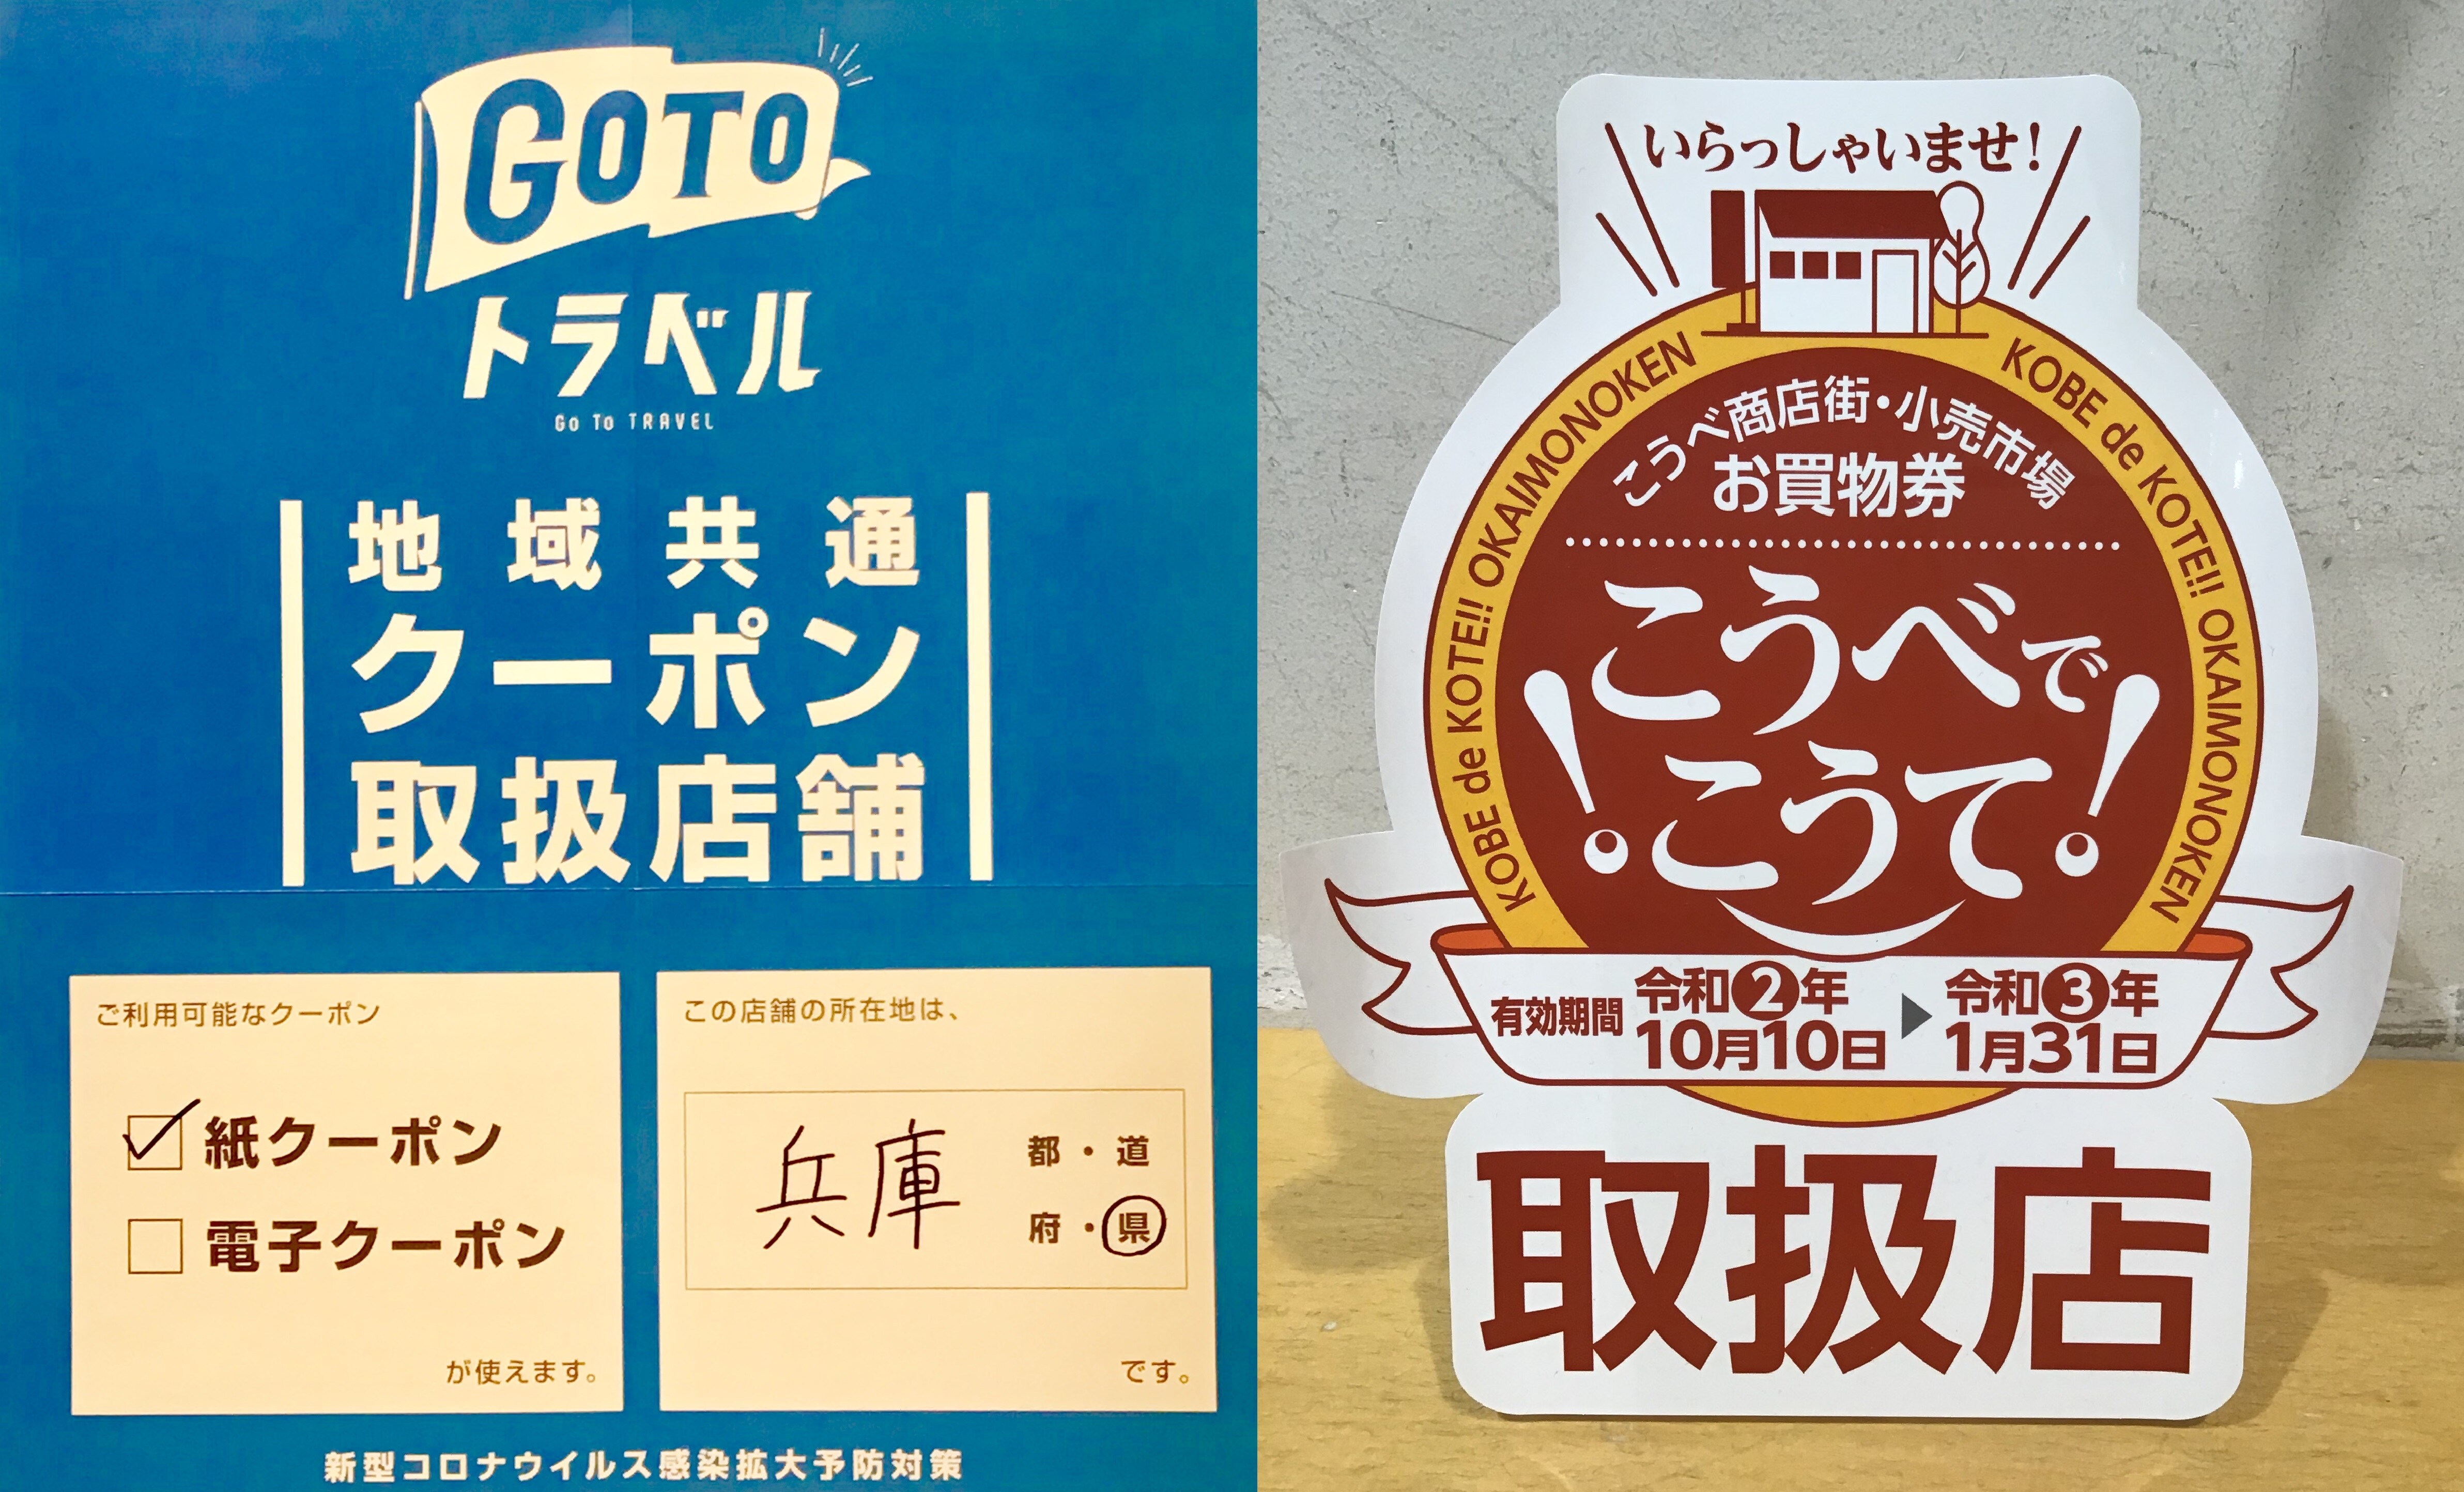 GOTO
トラベル
GO TO TRAVEL
地域共通
クーポン
取扱店舗
ご利用可能なクーポン
紙クーポン
電子クーポン
が使えます。
この店舗の所在地は、
兵庫
都・道
府・県
です。
新型コロナウイルス感染拡大予防対策
いらっしゃいませ!
KOBE de KOTE!! OKAIMONOKEN
KOBE de KOTE!! OKAIMONOKEN
こうべ商店街・小売市場
お買物券
こうべで
!こうて!
有効期間
令和2年
10月10日
令和3年
1月31日
取扱店